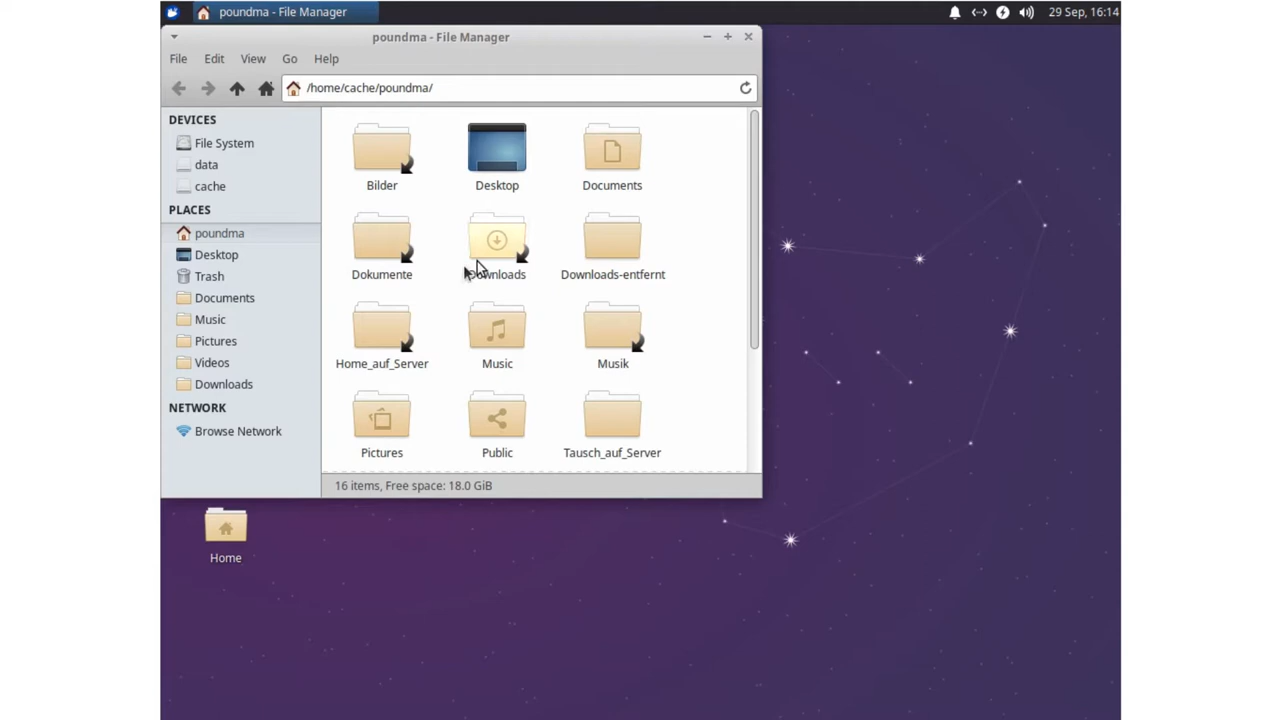 poundma - File Manager
29 Sep, 16:14
poundma - File Manager
File Edit View Go Help
/home/cache/poundma/
DEVICES
File System
data
cache
PLACES
poundma
Desktop
Trash
Documents
Music
Pictures
Videos
Downloads
NETWORK
Browse Network
Bilder Desktop Documents
Dokumente Downloads Downloads-entfernt
Home_auf_Server Music Musik
Pictures Public Tausch_auf_Server
16 items, Free space: 18.0 GiB
Home